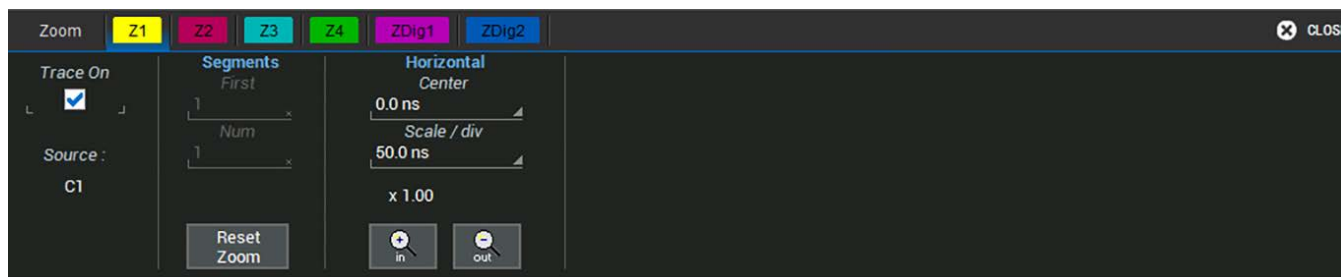 Zoom Z1 Z2 Z3 Z4 ZDig1 ZDig2 CLOS
Trace On
Source :
C1
Segments
First
1
Num
1
Reset
Zoom
Horizontal
Center
0.0 ns
Scale / div
50.0 ns
x 1.00
in
out